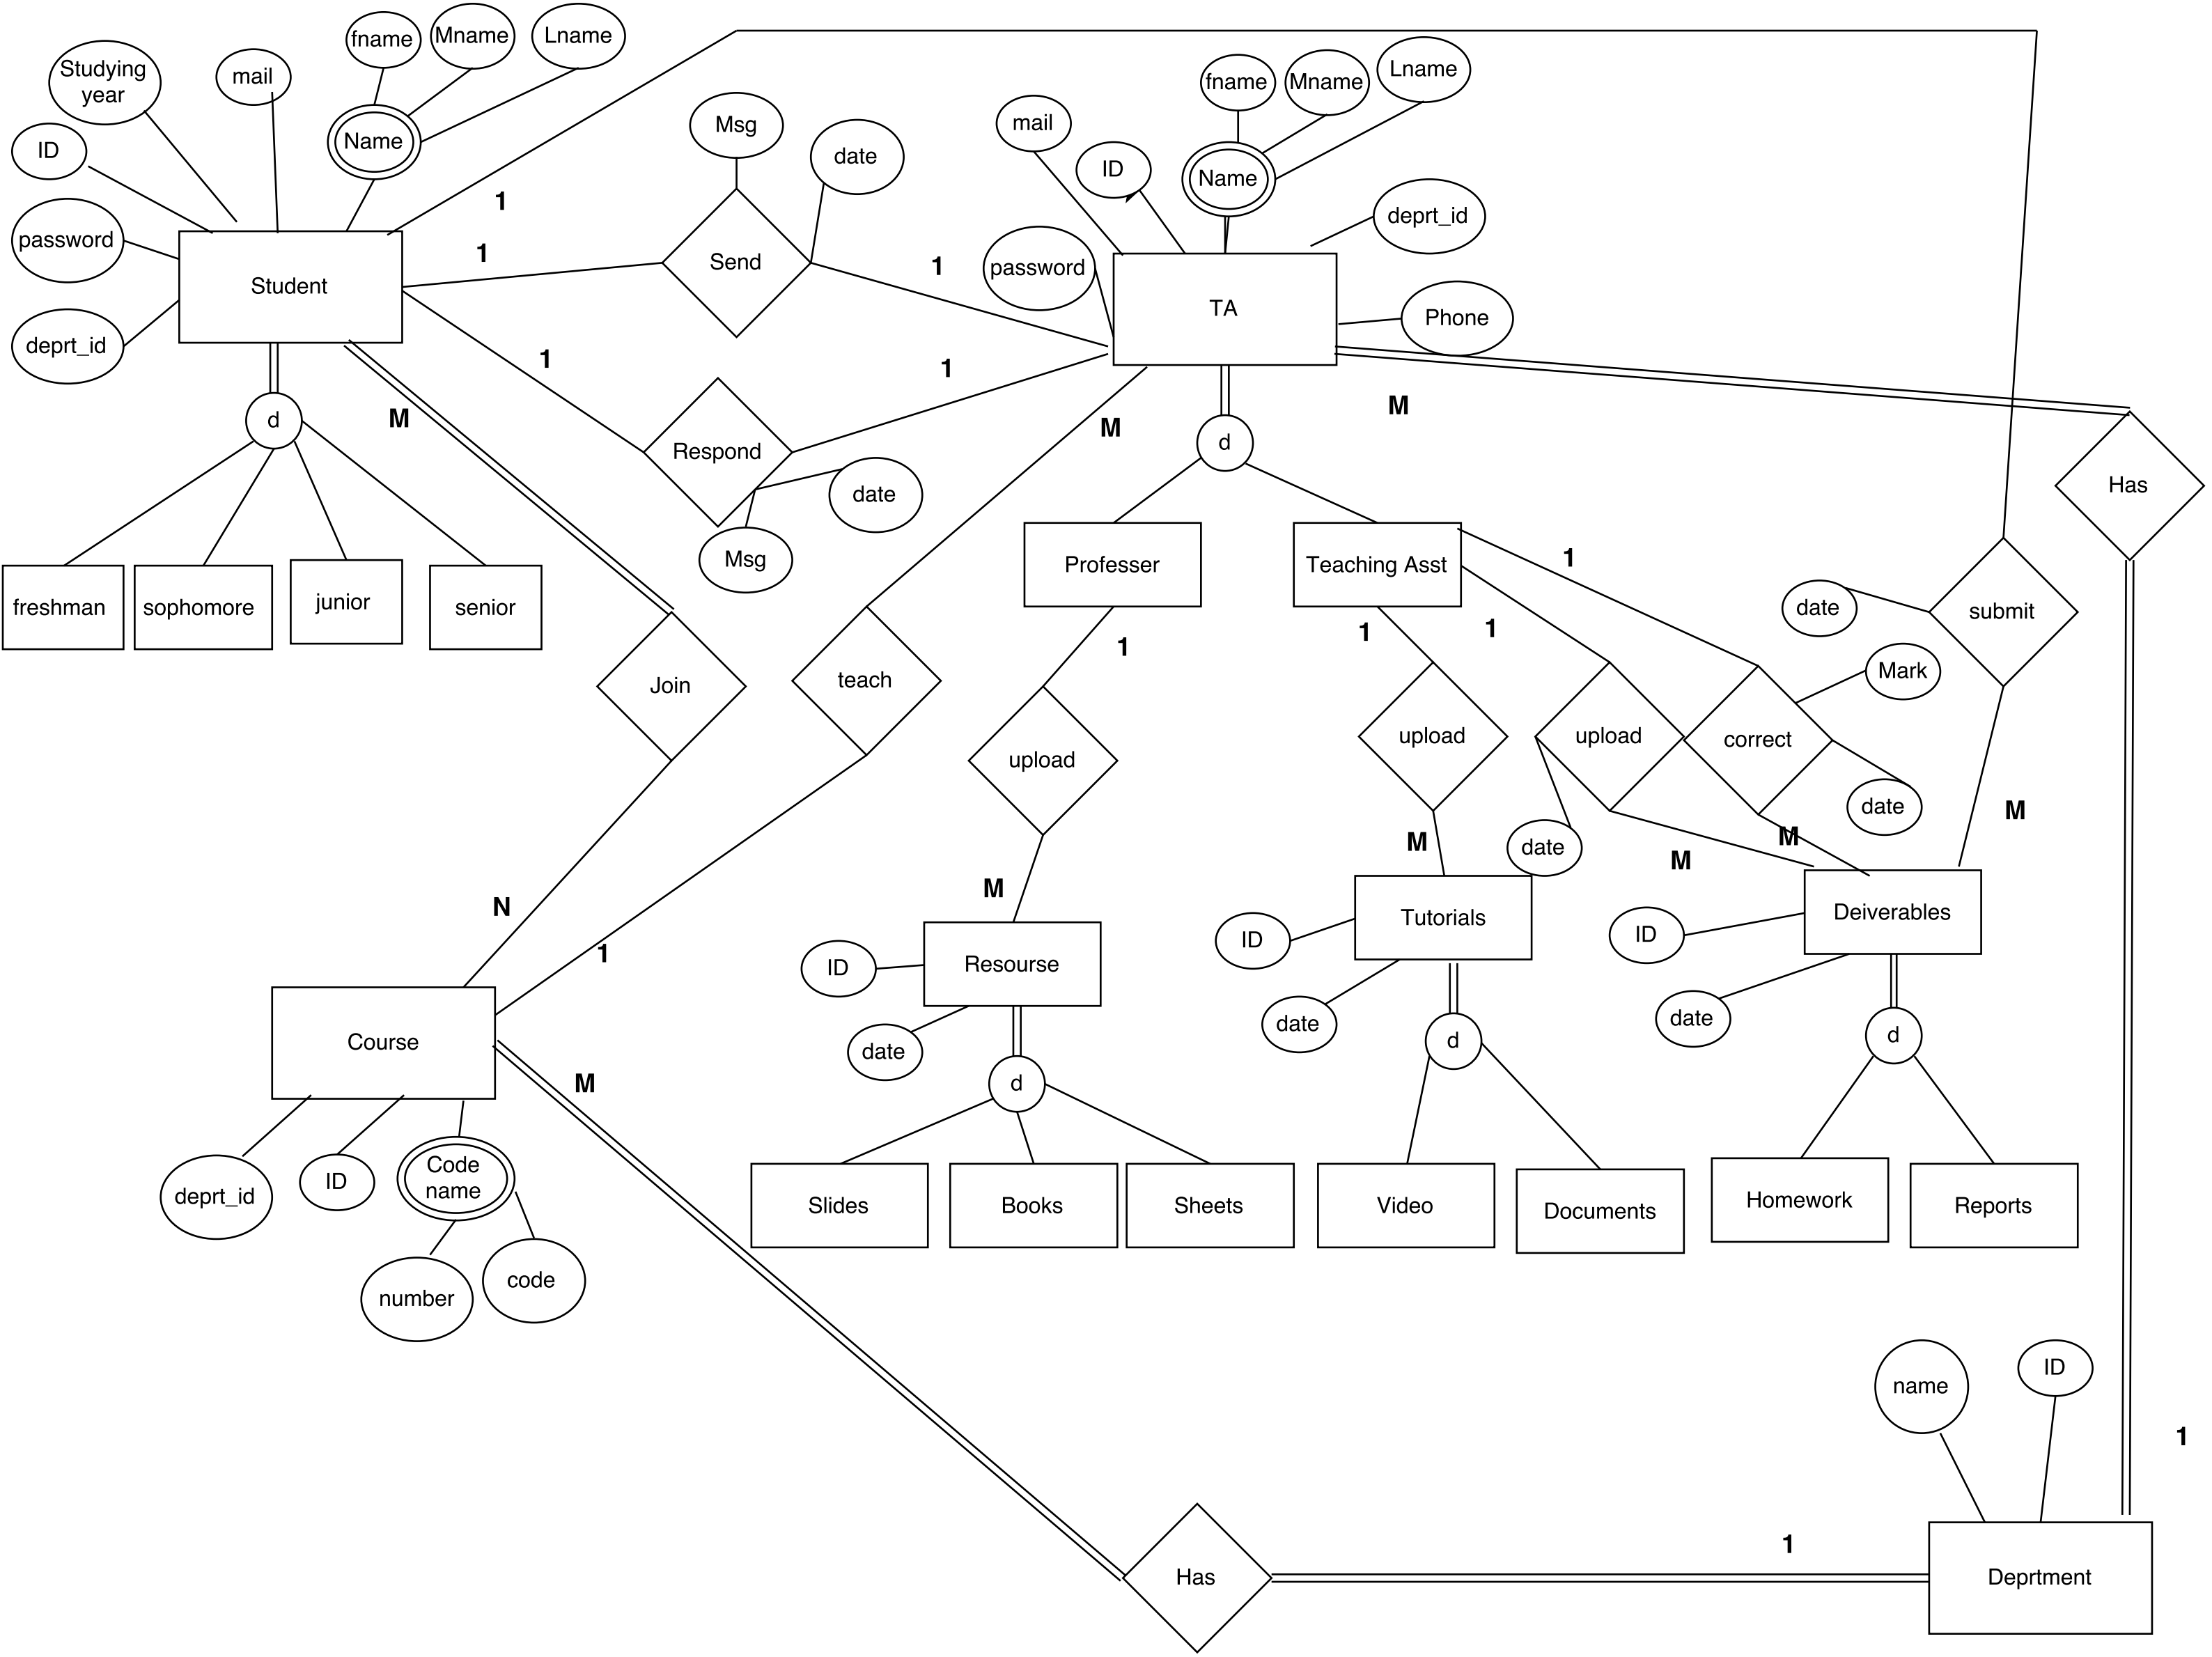 fname
Mname
Lname
Studying
year
mail
Name
ID
password
deprt_id
Student
1
1
1
M
d
freshman
sophomore
junior
senior
Msg
date
Send
1
Respond
1
date
Msg
fname
Mname
Lname
mail
ID
Name
deprt_id
password
TA
Phone
M
M
d
Has
Professer
Teaching Asst
1
date
submit
1
1
1
Mark
Join
teach
upload
upload
upload
correct
date
M
M
M
date
M
M
N
1
Course
M
ID
Resourse
date
d
ID
Tutorials
date
d
ID
Deiverables
date
d
deprt_id
ID
Code
name
number
code
Slides
Books
Sheets
Video
Documents
Homework
Reports
name
ID
1
1
Has
Deprtment